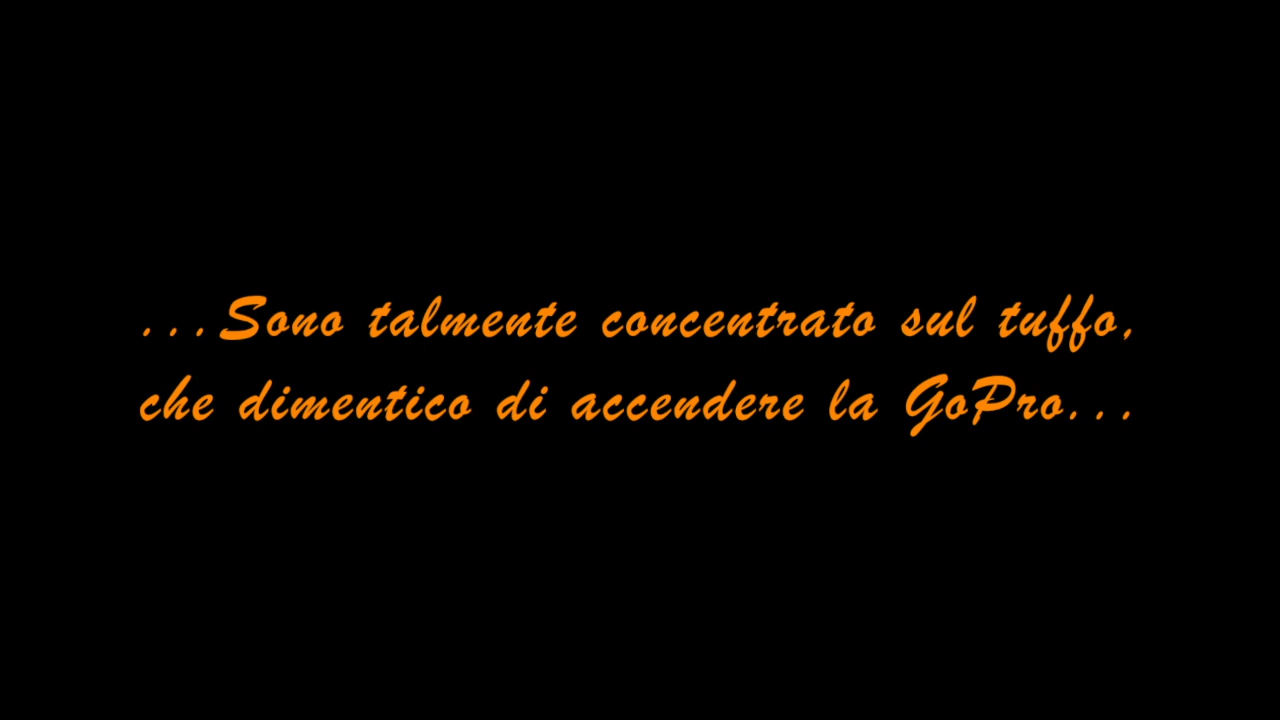 ...Sono talmente concentrato sul tuffo,
che dimentico di accendere la GoPro...